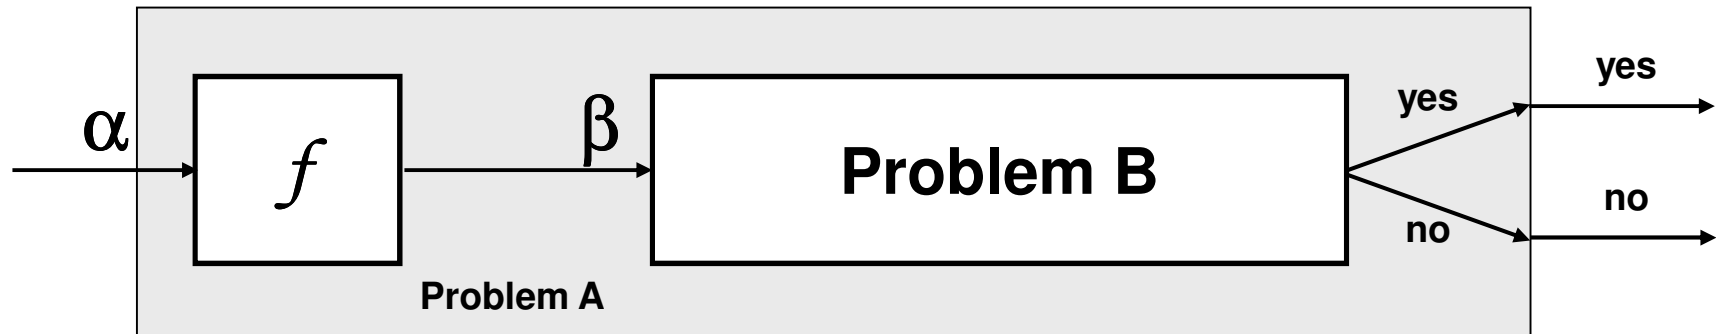 α
f
β
Problem B
yes
no
yes
no
Problem A